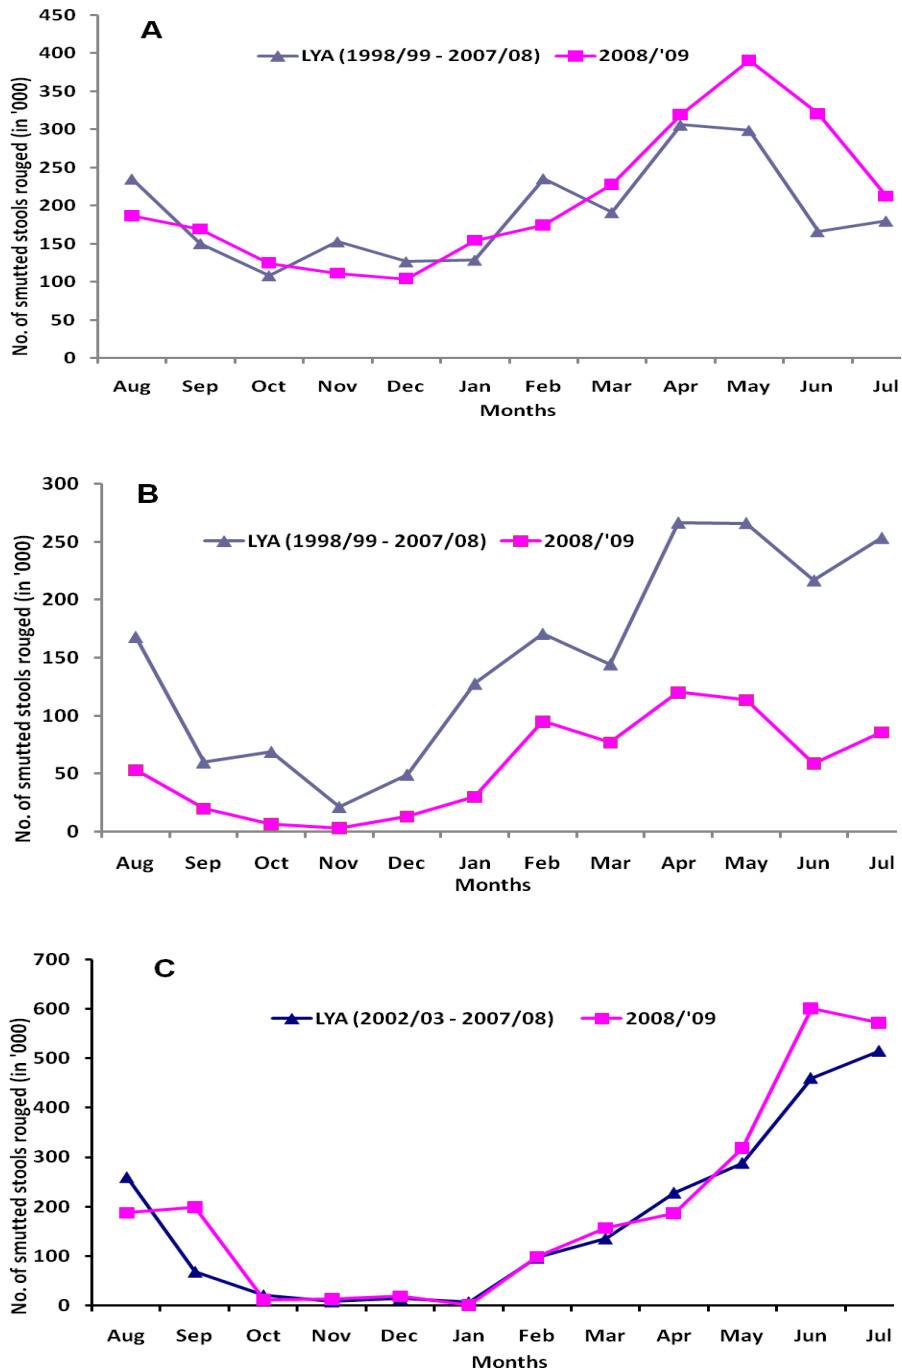 A
LYA (1998/99 - 2007/08) 2008/'09
No. of smutted stools rouged (in '000)
450
400
350
300
250
200
150
100
50
0
Aug Sep Oct Nov Dec Jan Feb Mar Apr May Jun Jul
Months
B
LYA (1998/99 - 2007/08) 2008/'09
No. of smutted stools rouged (in '000)
300
250
200
150
100
50
0
Aug Sep Oct Nov Dec Jan Feb Mar Apr May Jun Jul
Months
C
LYA (2002/03 - 2007/08) 2008/'09
No. of smutted stools rouged (in '000)
700
600
500
400
300
200
100
0
Aug Sep Oct Nov Dec Jan Feb Mar Apr May Jun Jul
Months